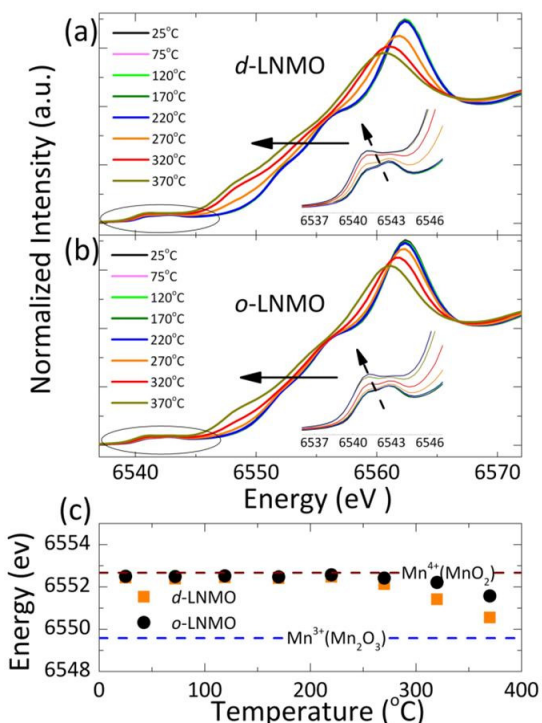 (a)
25°C
75°C
120°C
170°C
220°C
270°C
320°C
370°C
d-LNMO
6537 6540 6543 6546
(b)
25°C
75°C
120°C
170°C
220°C
270°C
320°C
370°C
o-LNMO
6537 6540 6543 6546
Normalized Intensity (a.u.)
6540 6550 6560 6570
Energy (eV )
(c)
6554
6552
6550
6548
Energy (ev)
Mn4+(MnO2)
d-LNMO
o-LNMO
Mn3+(Mn2O3)
0 100 200 300 400
Temperature (°C)